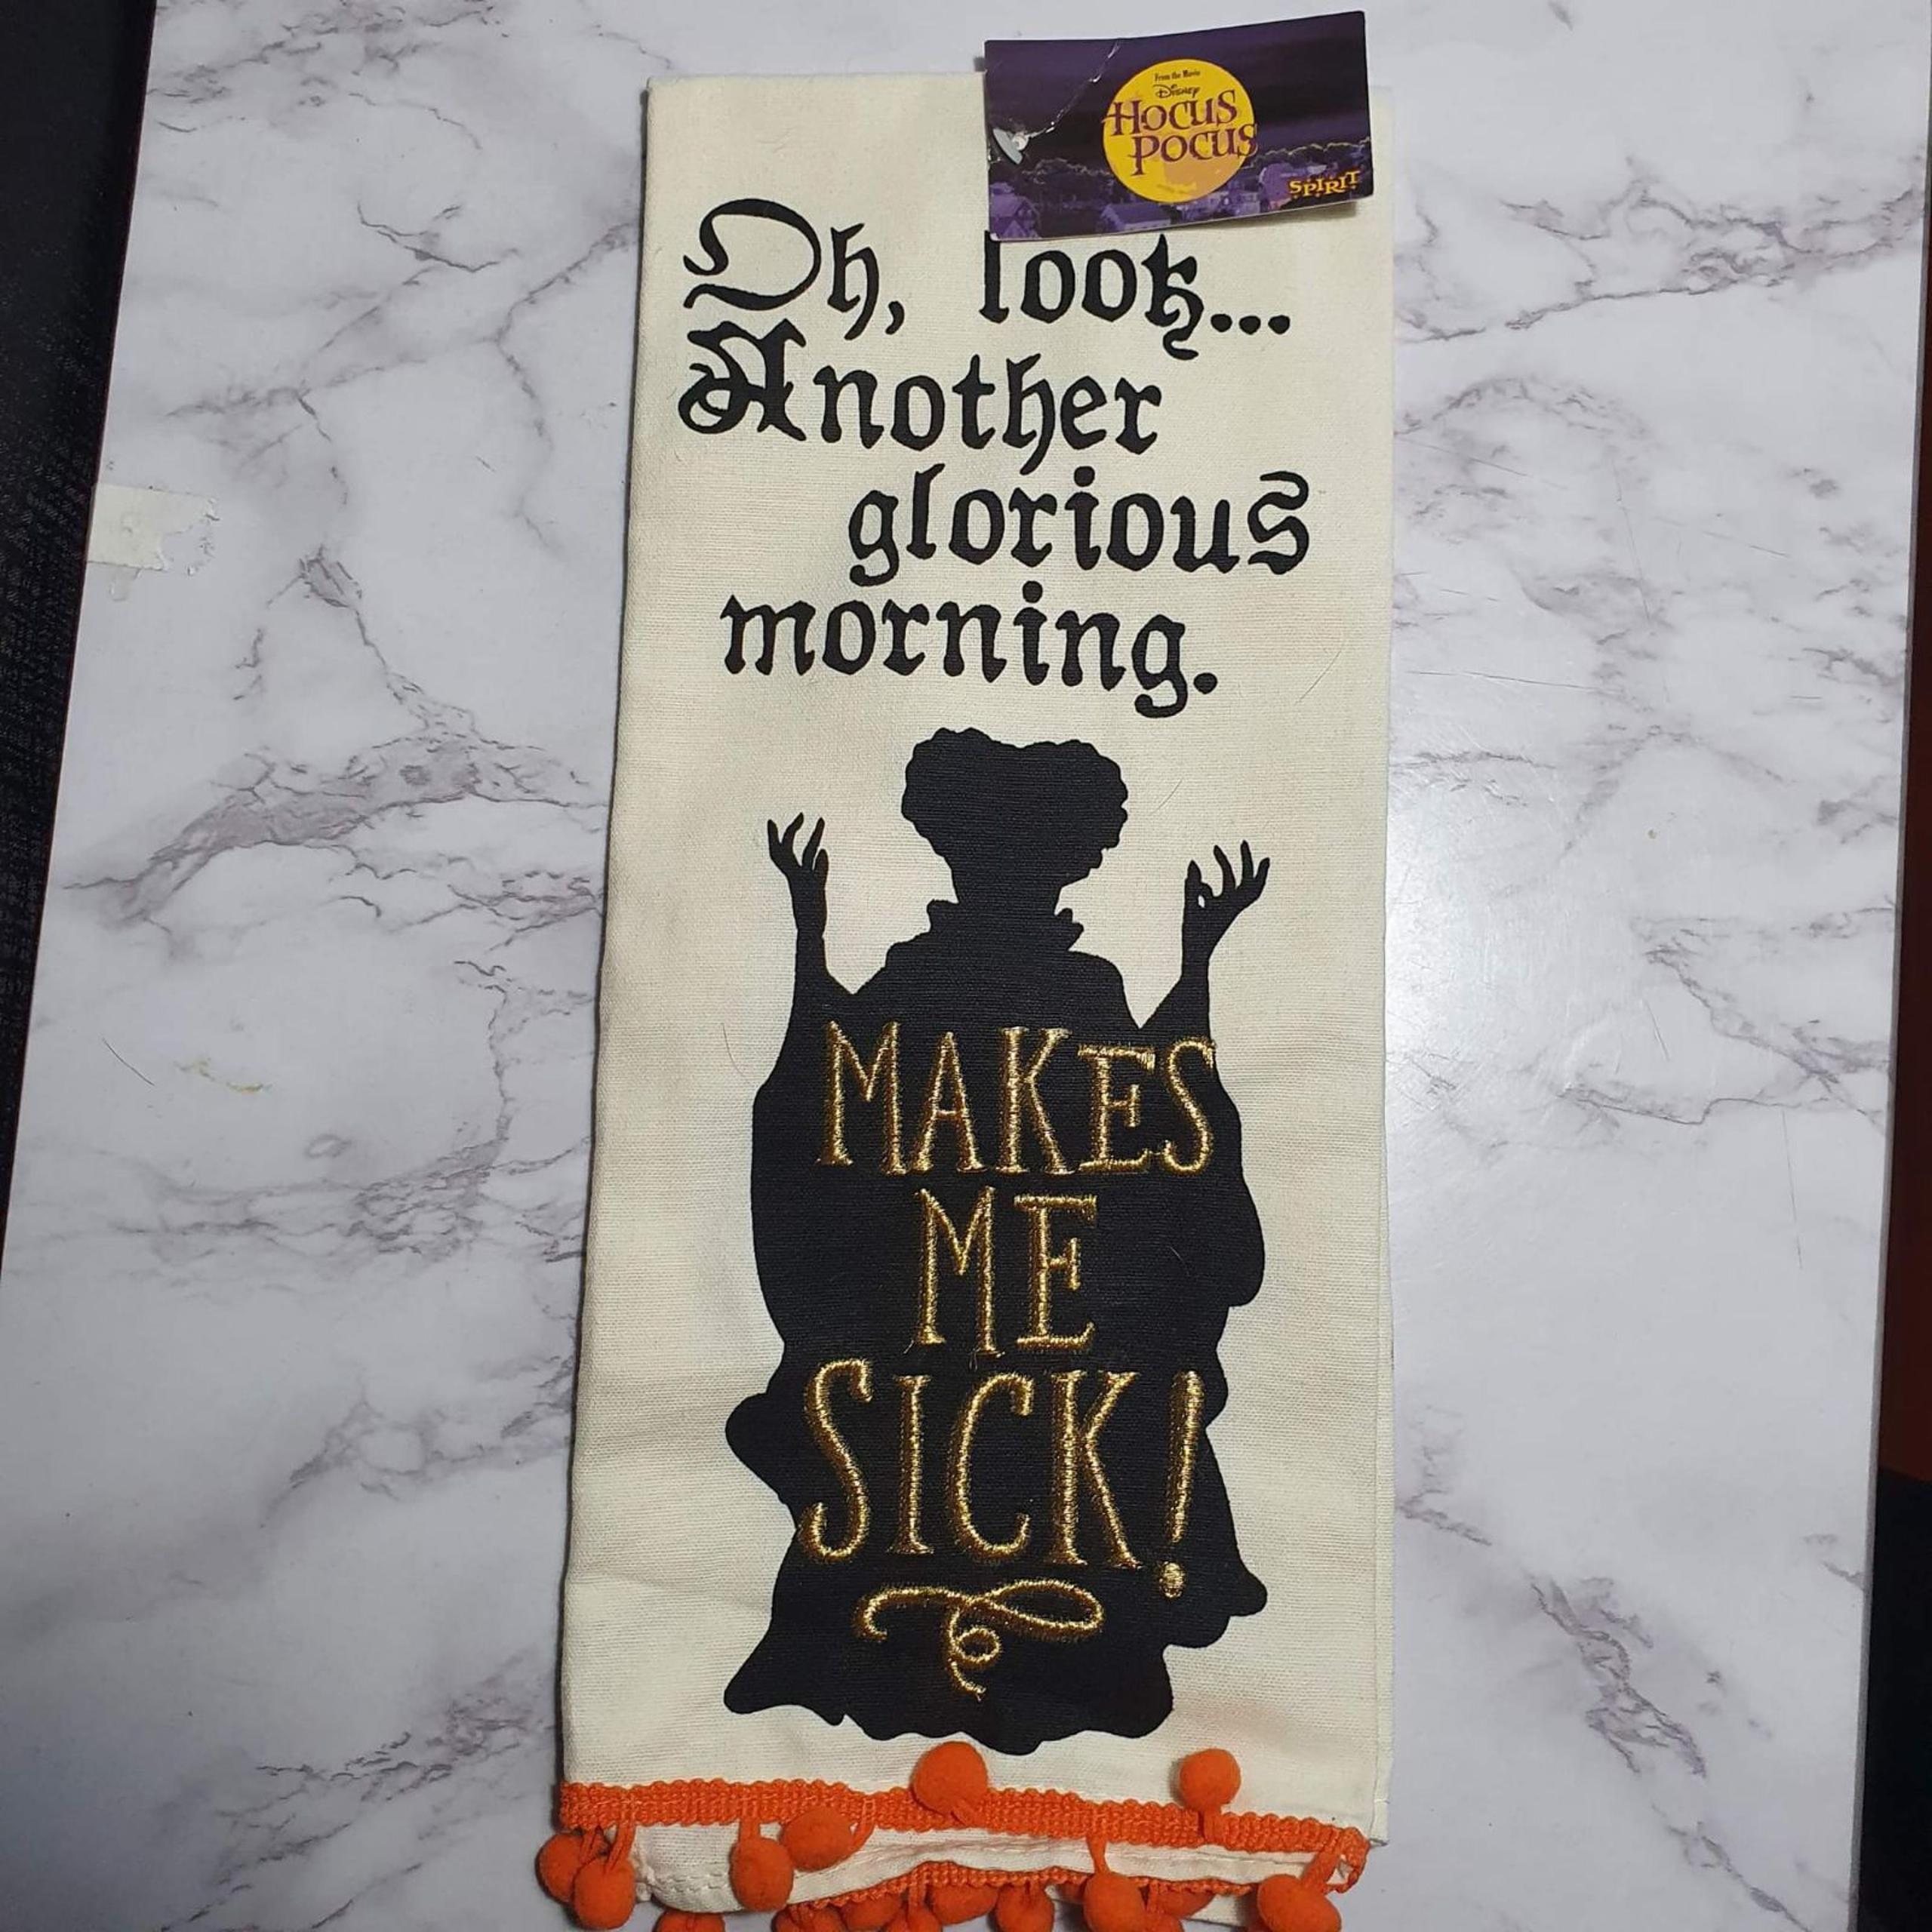 From the Movie
Disney
HOCUS
POCUS
SPIRIT
Oh, look...
Another
glorious
morning.
MAKES
ME
SICK!